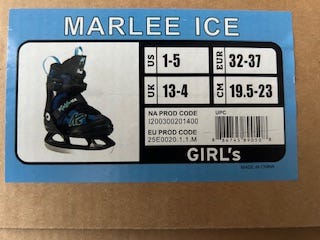 MARLEE ICE
US 1-5 EUR 32-37
UK 13-4 CM 19.5-23
NA PROD CODE UPC
I200300201400
EU PROD CODE
25E0020.1.1.M
GIRL's
MADE IN CHINA